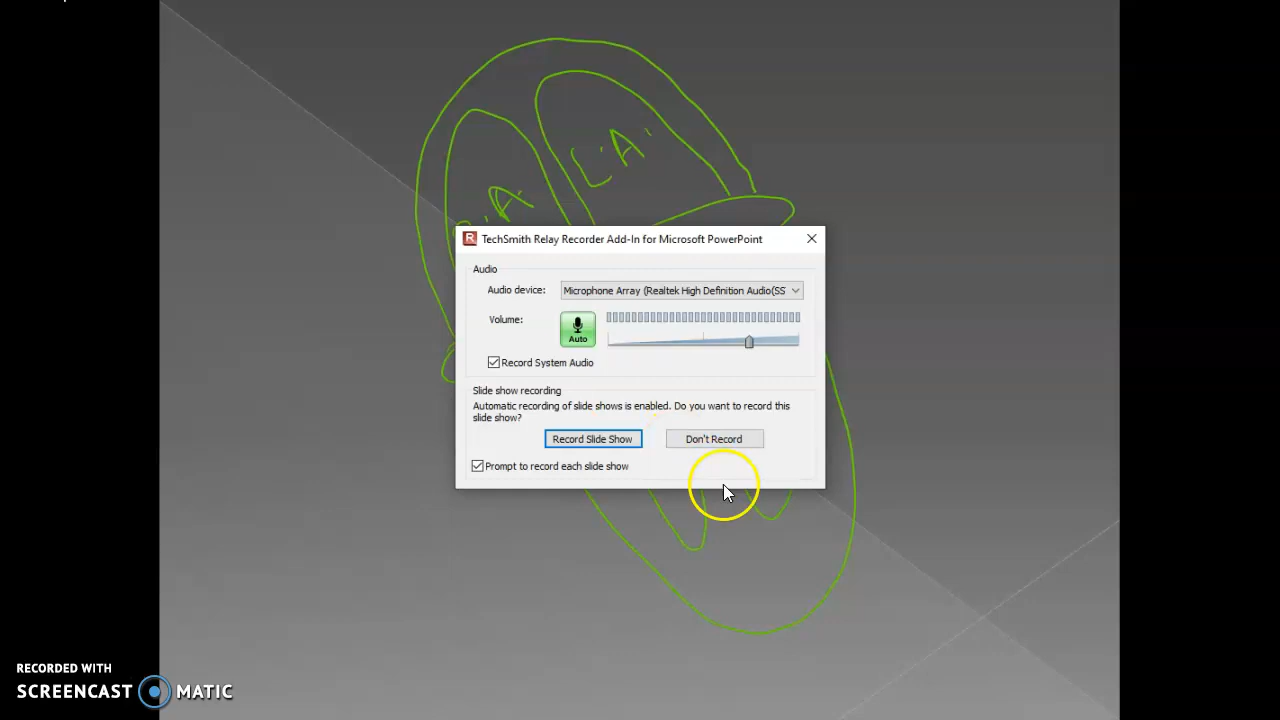 L.A.
.A.
TechSmith Relay Recorder Add-In for Microsoft PowerPoint
Audio
Audio device: Microphone Array (Realtek High Definition Audio(SS
Volume:
Auto
Record System Audio
Slide show recording
Automatic recording of slide shows is enabled. Do you want to record this
slide show?
Record Slide Show Don't Record
Prompt to record each slide show
RECORDED WITH
SCREENCAST MATIC